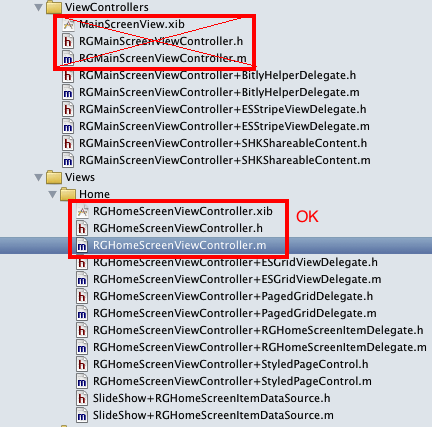 ViewControllers
MainScreenView.xib
RGMainScreenViewController.h
RGMainScreenViewController.m
RGMainScreenViewController+BitlyHelperDelegate.h
RGMainScreenViewController+BitlyHelperDelegate.m
RGMainScreenViewController+ESStripeViewDelegate.h
RGMainScreenViewController+ESStripeViewDelegate.m
RGMainScreenViewController+SHKShareableContent.h
RGMainScreenViewController+SHKShareableContent.m
Views
Home
RGHomeScreenViewController.xib
OK
RGHomeScreenViewController.h
RGHomeScreenViewController.m
RGHomeScreenViewController+ESGridViewDelegate.h
RGHomeScreenViewController+ESGridViewDelegate.m
RGHomeScreenViewController+PagedGridDelegate.h
RGHomeScreenViewController+PagedGridDelegate.m
RGHomeScreenViewController+RGHomeScreenItemDelegate.h
RGHomeScreenViewController+RGHomeScreenItemDelegate.m
RGHomeScreenViewController+StyledPageControl.h
RGHomeScreenViewController+StyledPageControl.m
SlideShow+RGHomeScreenItemDataSource.h
SlideShow+RGHomeScreenItemDataSource.m